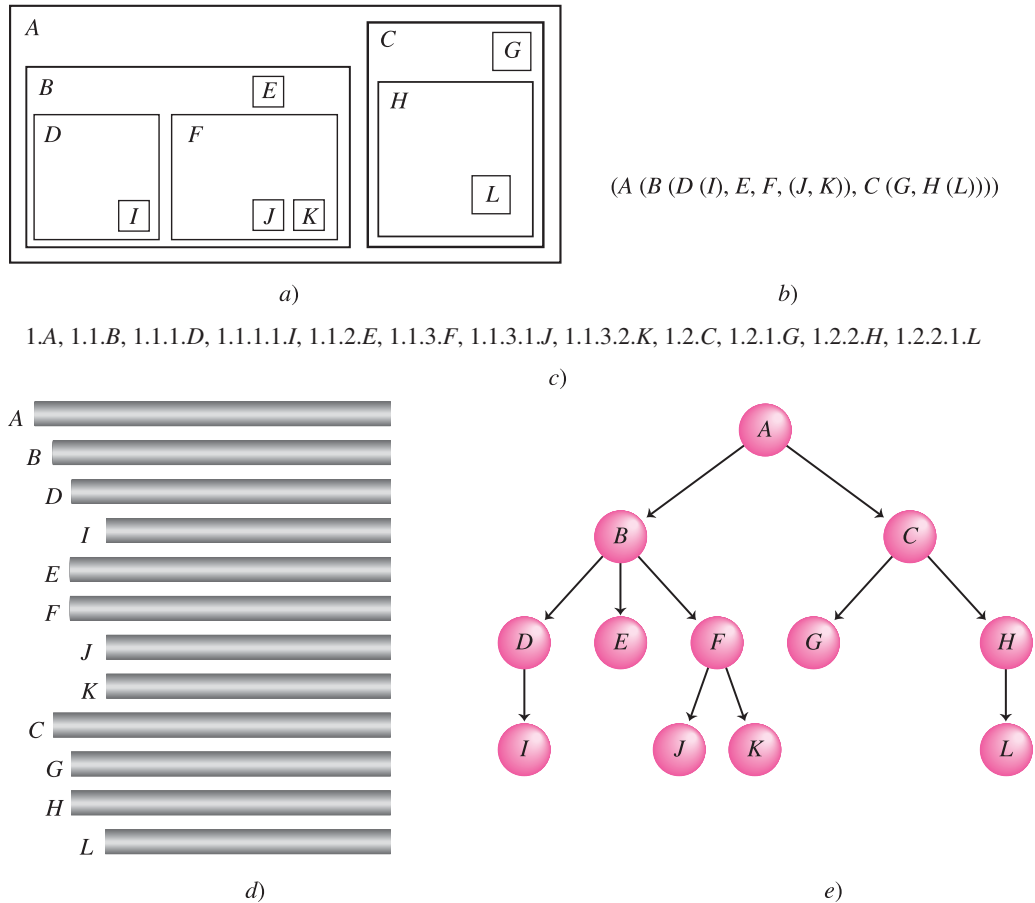 A
C
G
B
E
H
D
F
L
I
J
K
(A (B (D (I), E, F, (J, K)), C (G, H (L))))
a)
b)
1.A, 1.1.B, 1.1.1.D, 1.1.1.1.I, 1.1.2.E, 1.1.3.F, 1.1.3.1.J, 1.1.3.2.K, 1.2.C, 1.2.1.G, 1.2.2.H, 1.2.2.1.L
c)
A
B
D
I
E
F
J
K
C
G
H
L
d)
A
B
C
D
E
F
G
H
I
J
K
L
e)